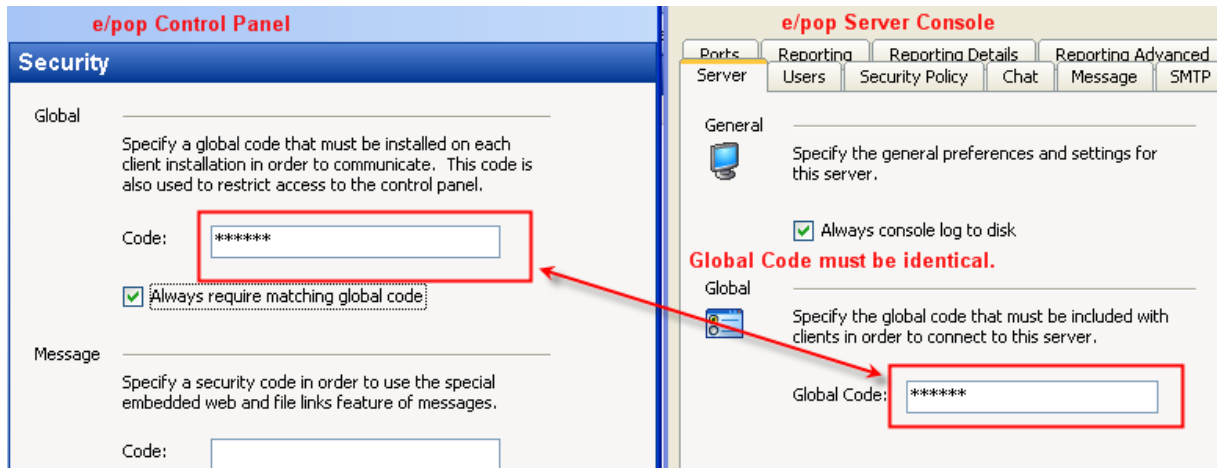 e/pop Control Panel
Security
Global
Specify a global code that must be installed on each
client installation in order to communicate. This code is
also used to restrict access to the control panel.
Code: ******
Always require matching global code
Message
Specify a security code in order to use the special
embedded web and file links feature of messages.
Code:
e/pop Server Console
Ports Reporting Reporting Details Reporting Advanced
Server Users Security Policy Chat Message SMTP
General
Specify the general preferences and settings for
this server.
Always console log to disk
Global Code must be identical.
Global
Specify the global code that must be included with
clients in order to connect to this server.
Global Code: ******